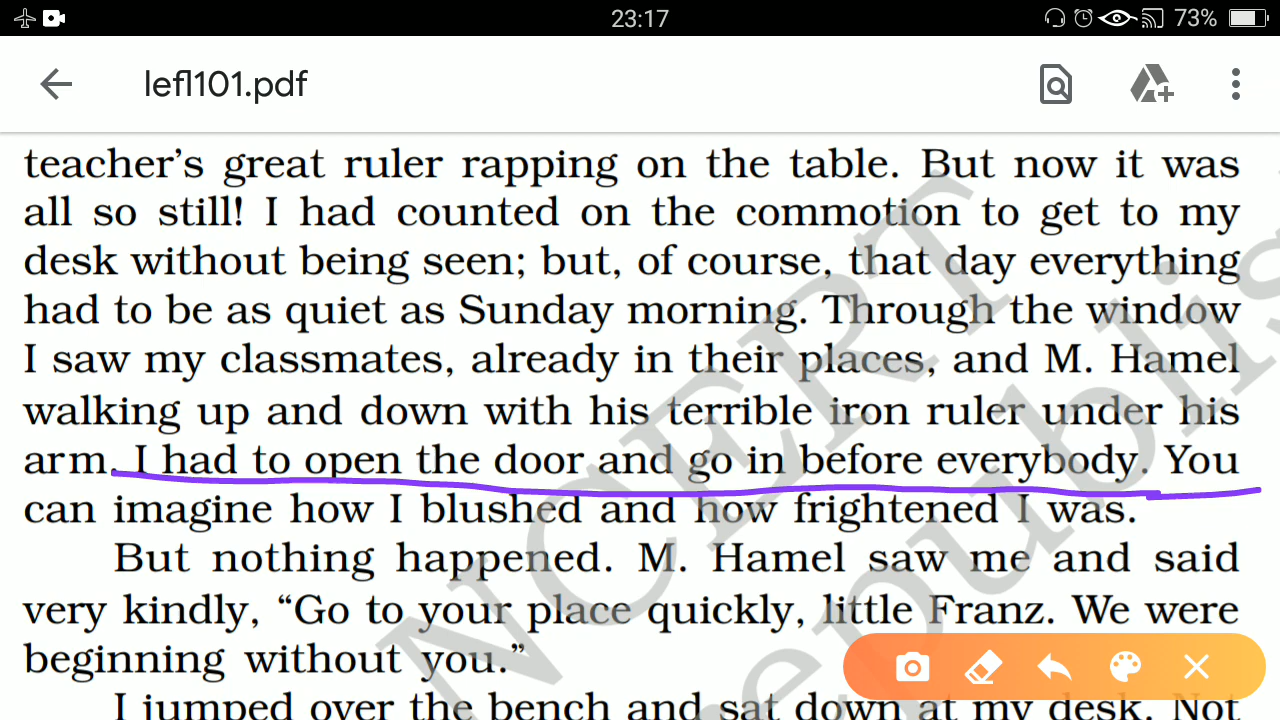 23:17
73%
lefl101.pdf
teacher's great ruler rapping on the table. But now it was
all so still! I had counted on the commotion to get to my
desk without being seen; but, of course, that day everything
had to be as quiet as Sunday morning. Through the window
I saw my classmates, already in their places, and M. Hamel
walking up and down with his terrible iron ruler under his
arm. I had to open the door and go in before everybody. You
can imagine how I blushed and how frightened I was.
But nothing happened. M. Hamel saw me and said
very kindly, “Go to your place quickly, little Franz. We were
beginning without you.”
I jumped over the bench and sat down at my desk. Not
NCERT
republis